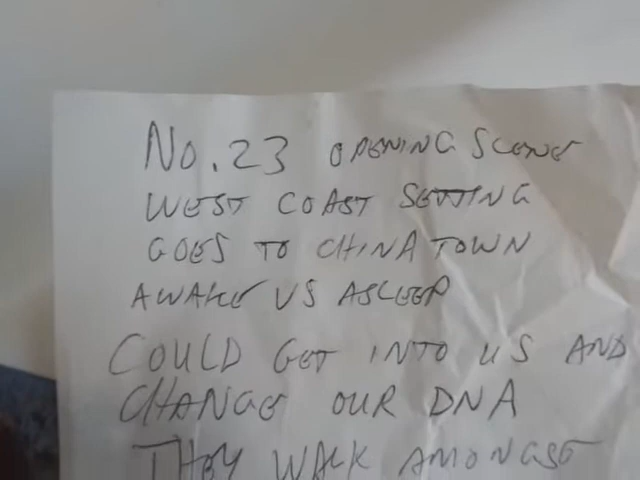 No. 23 OPENING SCENE
WEST COAST SETTING
GOES TO CHINATOWN
AWAKE VS ASLEEP
COULD GET INTO US AND
CHANGE OUR DNA
THEY WALK AMONGST